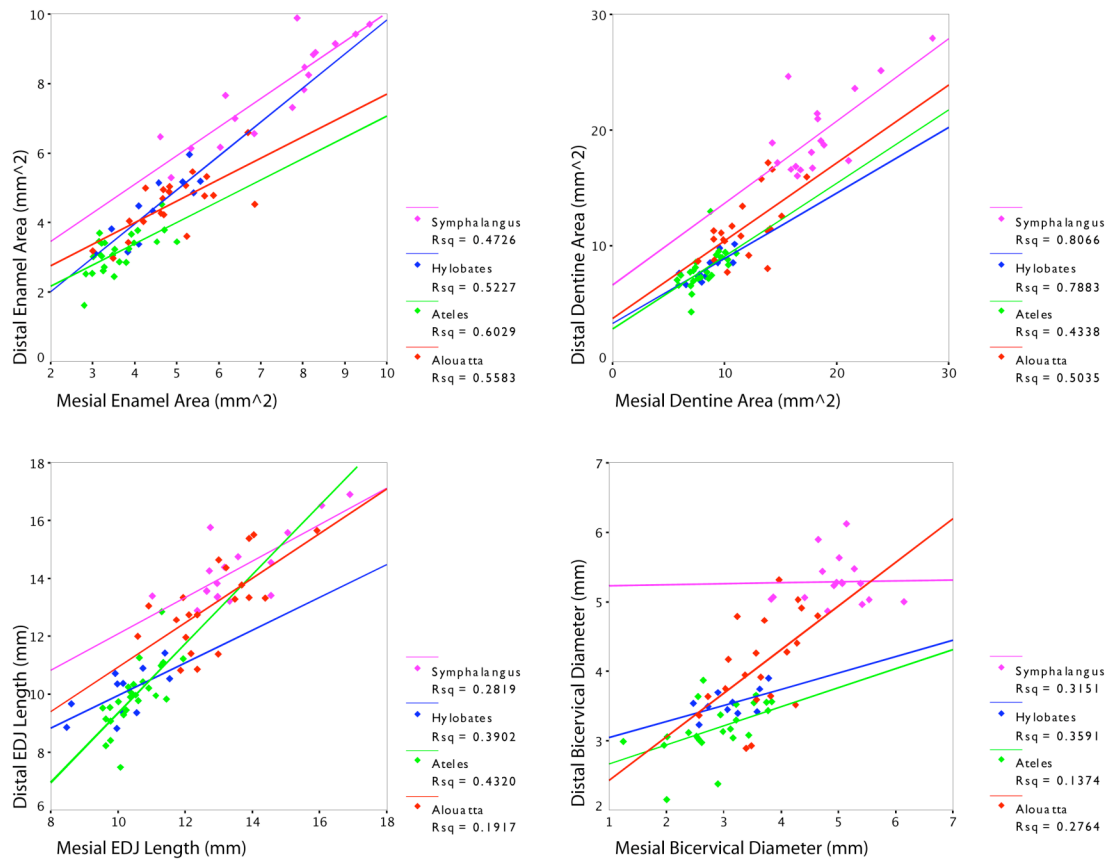 10
8
6
4
2
0
Distal Enamel Area (mm^2)
2 3 4 5 6 7 8 9 10
Mesial Enamel Area (mm^2)
Symphalangus
Rsq = 0.4726
Hylobates
Rsq = 0.5227
Ateles
Rsq = 0.6029
Alouatta
Rsq = 0.5583
30
20
10
0
Distal Dentine Area (mm^2)
0 10 20 30
Mesial Dentine Area (mm^2)
Symphalangus
Rsq = 0.8066
Hylobates
Rsq = 0.7883
Ateles
Rsq = 0.4338
Alouatta
Rsq = 0.5035
18
16
14
12
10
8
6
Distal EDJ Length (mm)
8 10 12 14 16 18
Mesial EDJ Length (mm)
Symphalangus
Rsq = 0.2819
Hylobates
Rsq = 0.3902
Ateles
Rsq = 0.4320
Alouatta
Rsq = 0.1917
7
6
5
4
3
2
Distal Bicervical Diameter (mm)
1 2 3 4 5 6 7
Mesial Bicervical Diameter (mm)
Symphalangus
Rsq = 0.3151
Hylobates
Rsq = 0.3591
Ateles
Rsq = 0.1374
Alouatta
Rsq = 0.2764